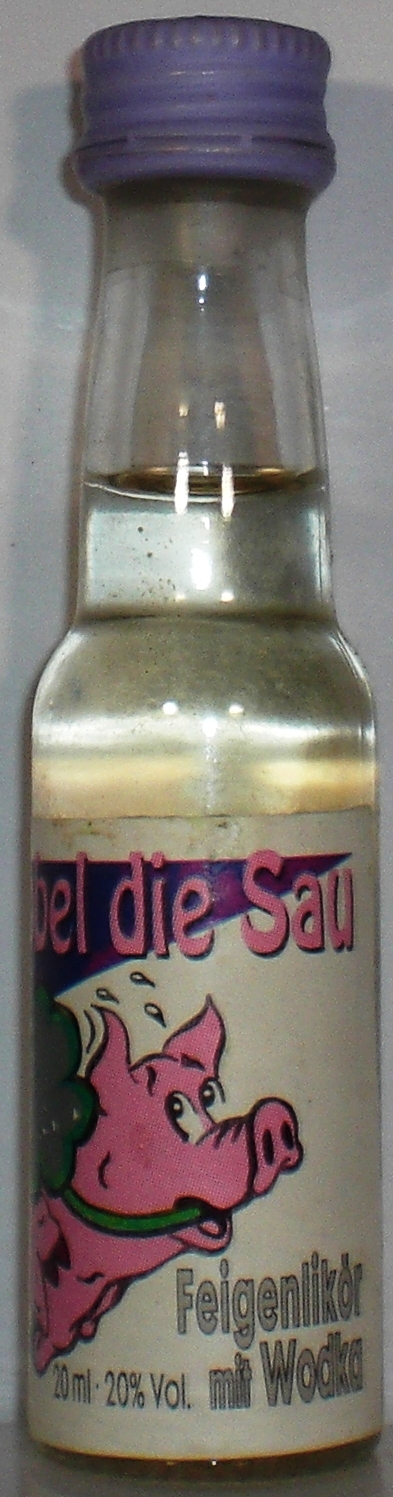 bel die Sau
Feigenlikör
20 ml · 20% Vol. mit Wodka